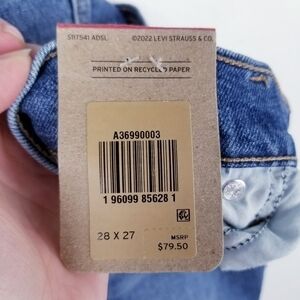 SBT541 ADSL ©2022 LEVI STRAUSS & CO.
PRINTED ON RECYCLED PAPER
A36990003
1 96099 85628 1
28 X 27
MSRP
$79.50